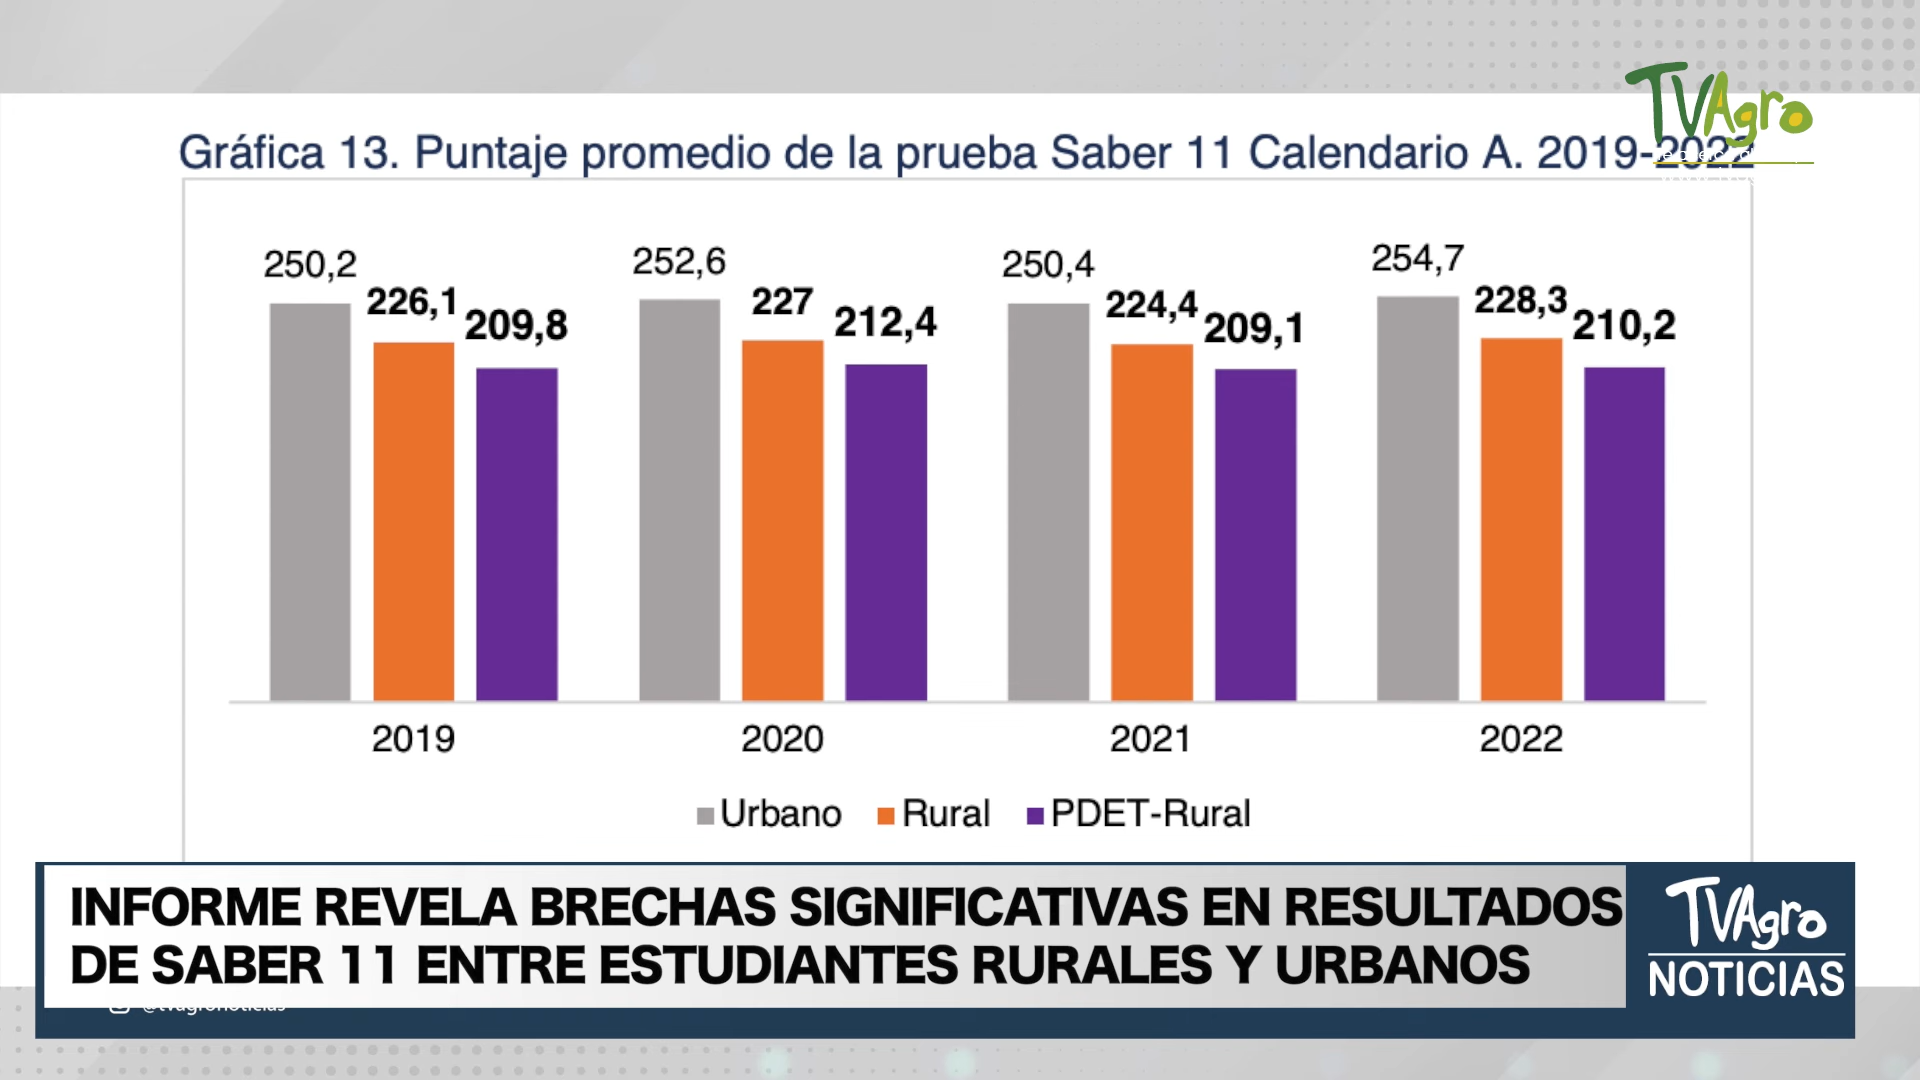 TVAgro
Gráfica 13. Puntaje promedio de la prueba Saber 11 Calendario A. 2019-2022
250,2
226,1
209,8
252,6
227
212,4
250,4
224,4
209,1
254,7
228,3
210,2
2019
2020
2021
2022
Urbano
Rural
PDET-Rural
INFORME REVELA BRECHAS SIGNIFICATIVAS EN RESULTADOS
DE SABER 11 ENTRE ESTUDIANTES RURALES Y URBANOS
TVAgro
NOTICIAS
@tvagronoticias